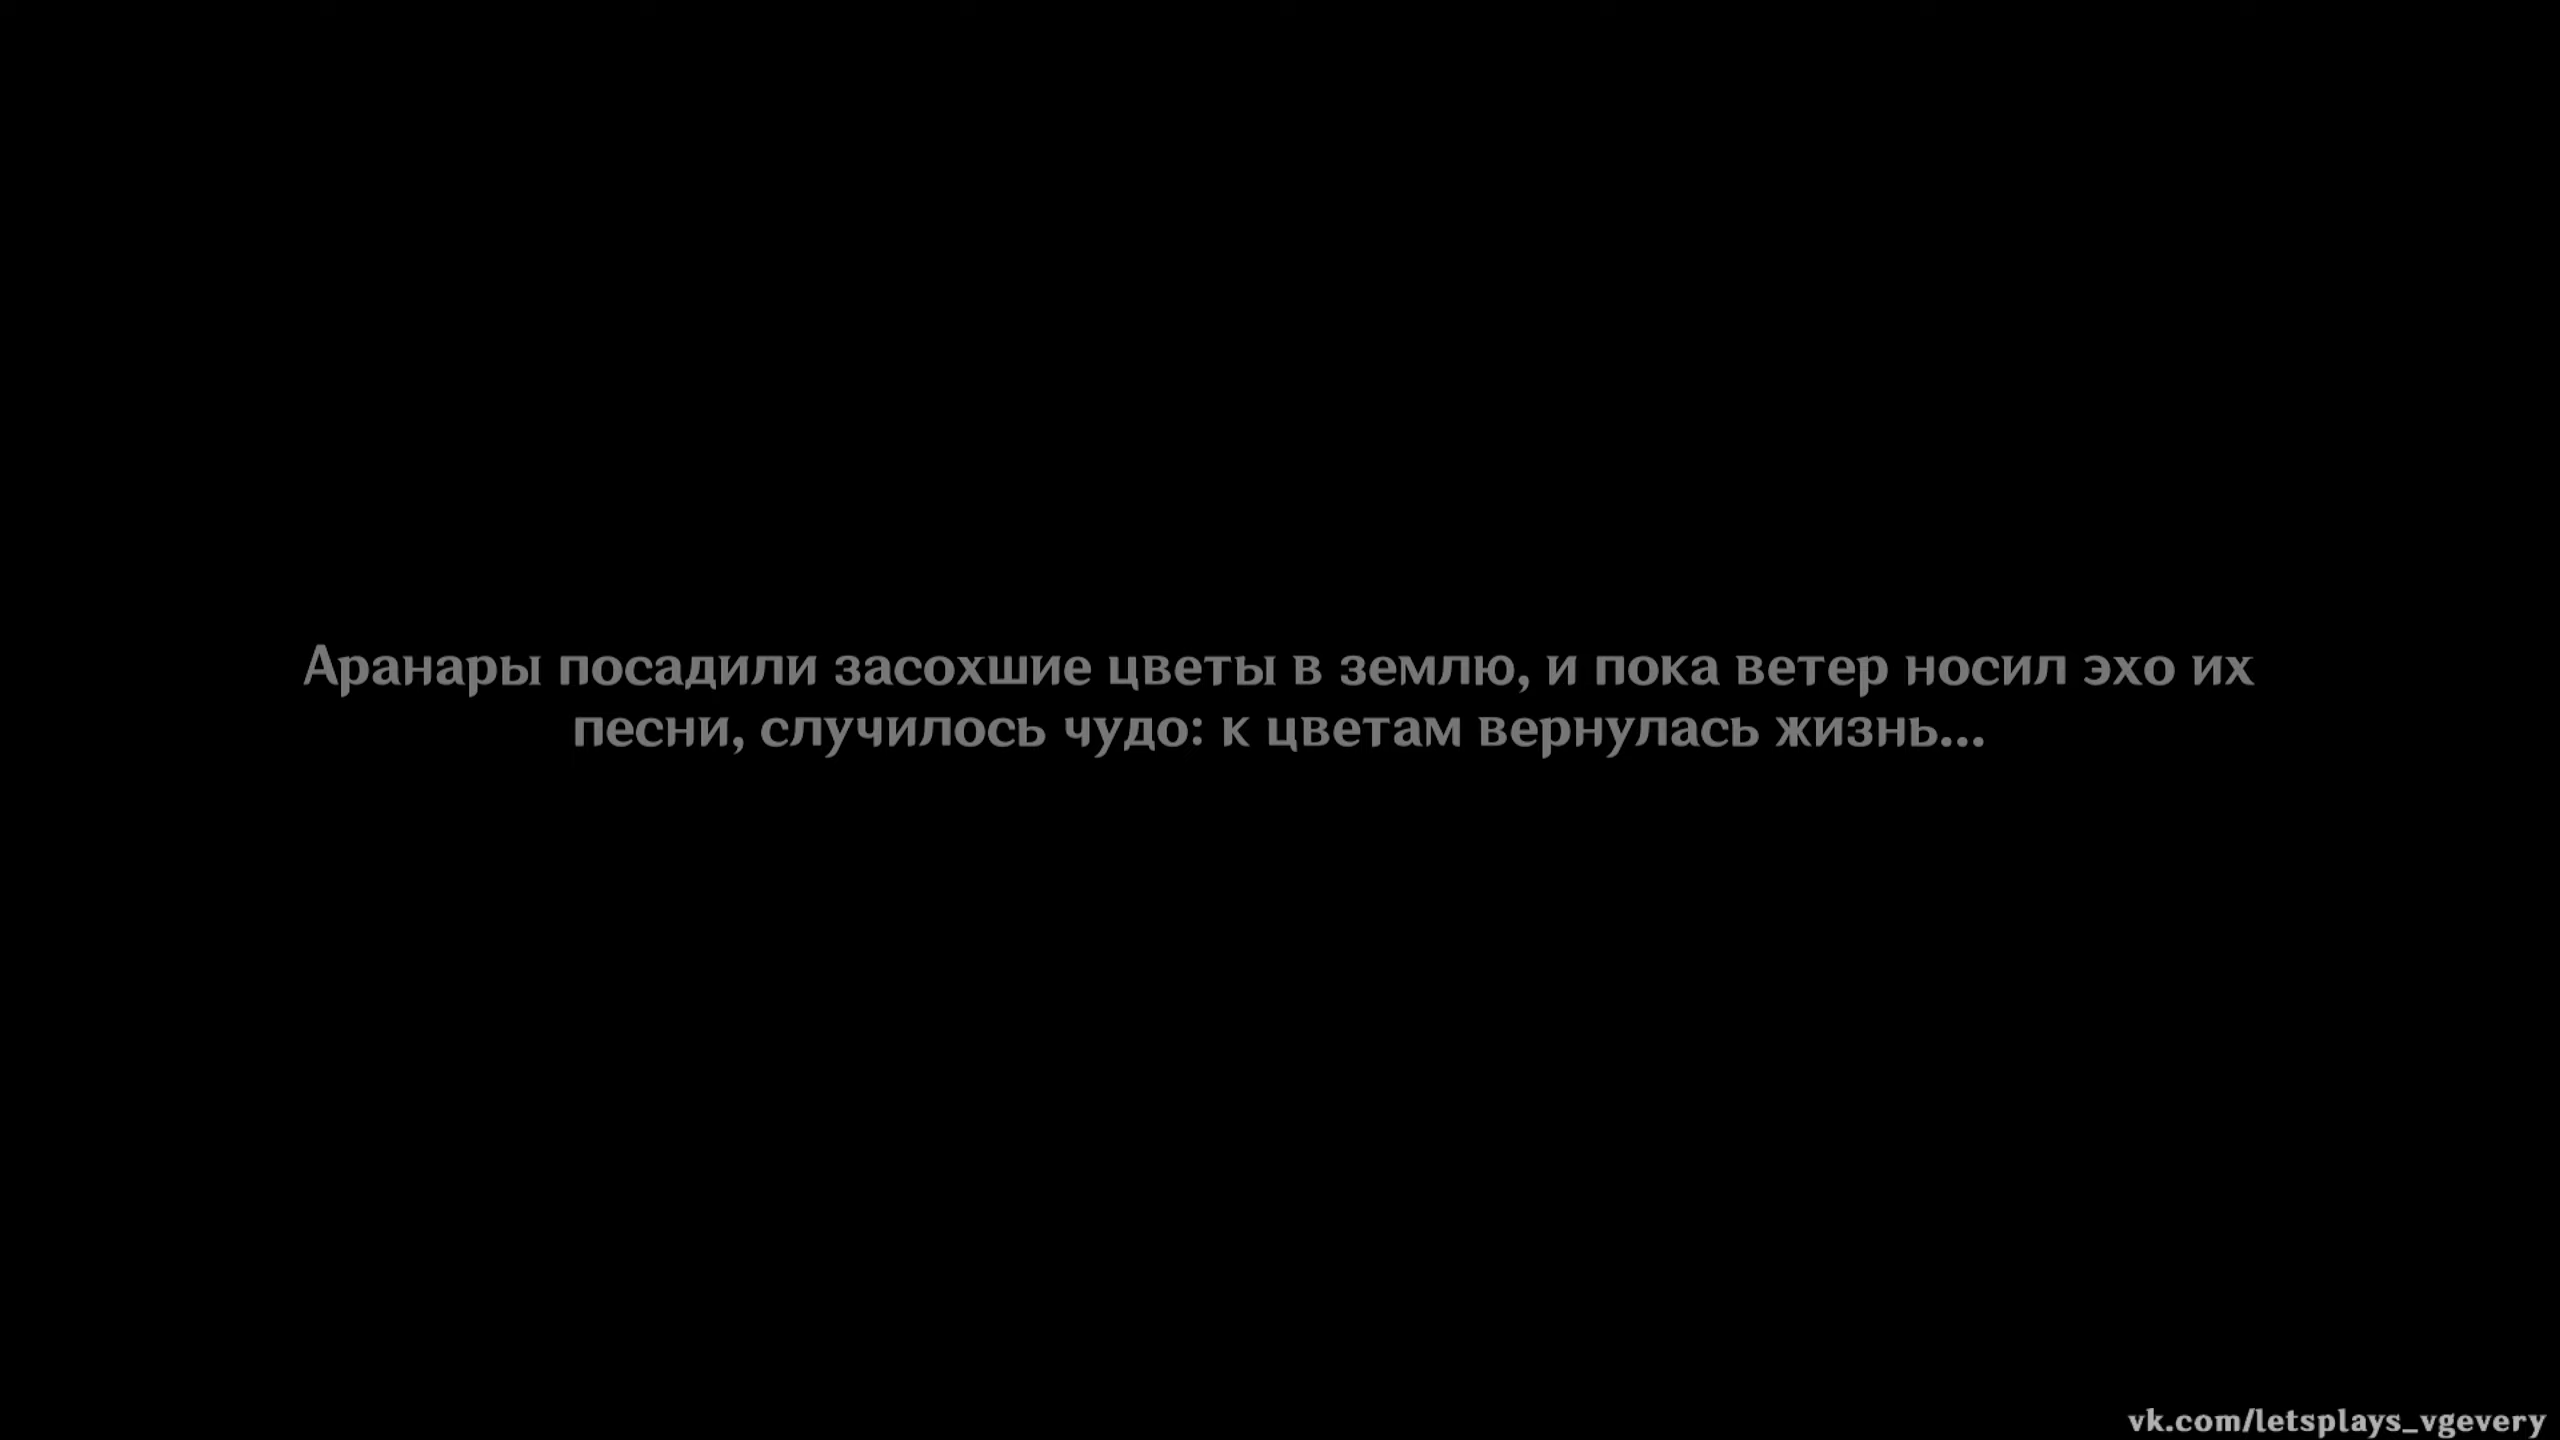 Аранары посадили засохшие цветы в землю, и пока ветер носил эхо их
песни, случилось чудо: к цветам вернулась жизнь...
vk.com/letsplays_vgevery